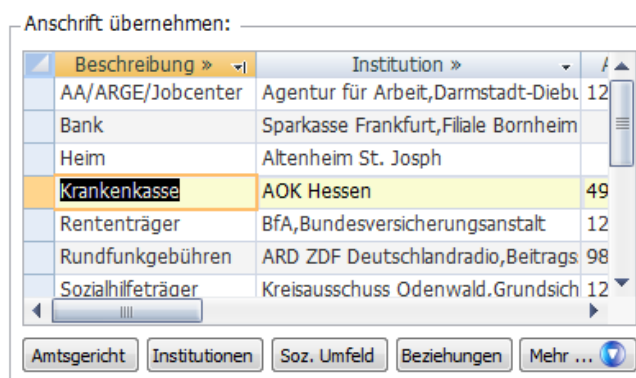 Anschrift übernehmen:
Beschreibung » Institution » A
AA/ARGE/Jobcenter Agentur für Arbeit,Darmstadt-Diebu 12
Bank Sparkasse Frankfurt,Filiale Bornheim
Heim Altenheim St. Josph
Krankenkasse AOK Hessen 49
Rententräger BfA,Bundesversicherungsanstalt 12
Rundfunkgebühren ARD ZDF Deutschlandradio,Beitrags 98
Sozialhilfeträger Kreisausschuss Odenwald,Grundsich 12
Amtsgericht Institutionen Soz. Umfeld Beziehungen Mehr ...